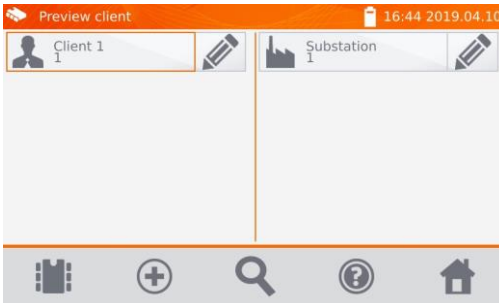 Preview client
16:44 2019.04.10
Client 1
1
Substation
1